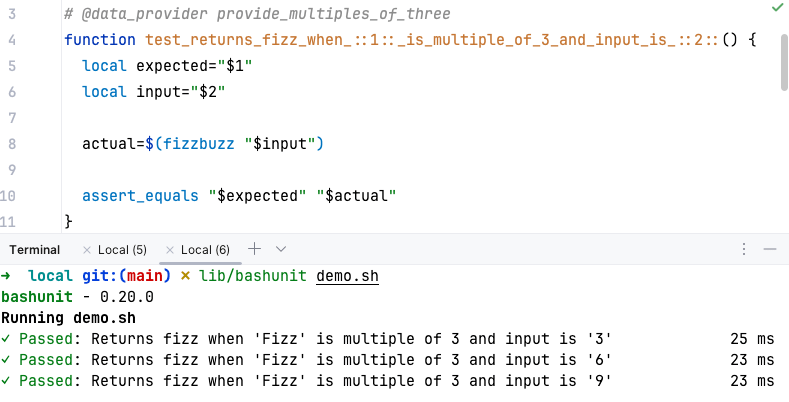 3 # @data_provider provide_multiples_of_three
4 function test_returns_fizz_when_::1::_is_multiple_of_3_and_input_is_::2::() {
5 local expected="$1"
6 local input="$2"
7
8 actual=$(fizzbuzz "$input")
9
10 assert_equals "$expected" "$actual"
11 }
Terminal × Local (5) × Local (6)
➜ local git:(main) × lib/bashunit demo.sh
bashunit - 0.20.0
Running demo.sh
✓ Passed: Returns fizz when 'Fizz' is multiple of 3 and input is '3' 25 ms
✓ Passed: Returns fizz when 'Fizz' is multiple of 3 and input is '6' 23 ms
✓ Passed: Returns fizz when 'Fizz' is multiple of 3 and input is '9' 23 ms